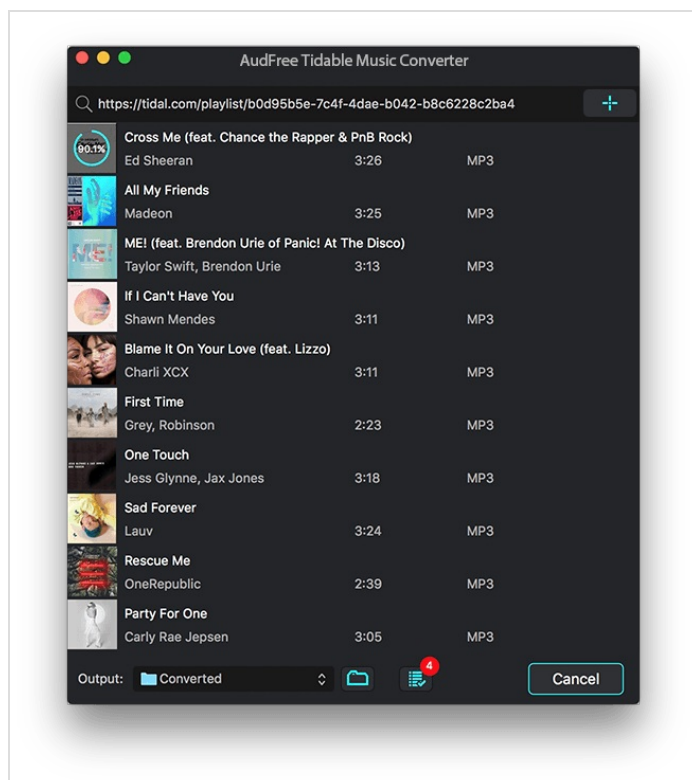 AudFree Tidable Music Converter
https://tidal.com/playlist/b0d95b5e-7c4f-4dae-b042-b8c6228c2ba4
90.1%
Cross Me (feat. Chance the Rapper & PnB Rock)
Ed Sheeran 3:26 MP3
All My Friends
Madeon 3:25 MP3
ME!
ME! (feat. Brendon Urie of Panic! At The Disco)
Taylor Swift, Brendon Urie 3:13 MP3
If I Can't Have You
Shawn Mendes 3:11 MP3
Blame It On Your Love (feat. Lizzo)
Charli XCX 3:11 MP3
First Time
Grey, Robinson 2:23 MP3
One Touch
Jess Glynne, Jax Jones 3:18 MP3
Sad Forever
Lauv 3:24 MP3
Rescue Me
OneRepublic 2:39 MP3
Party For One
Carly Rae Jepsen 3:05 MP3
Output: Converted 4 Cancel